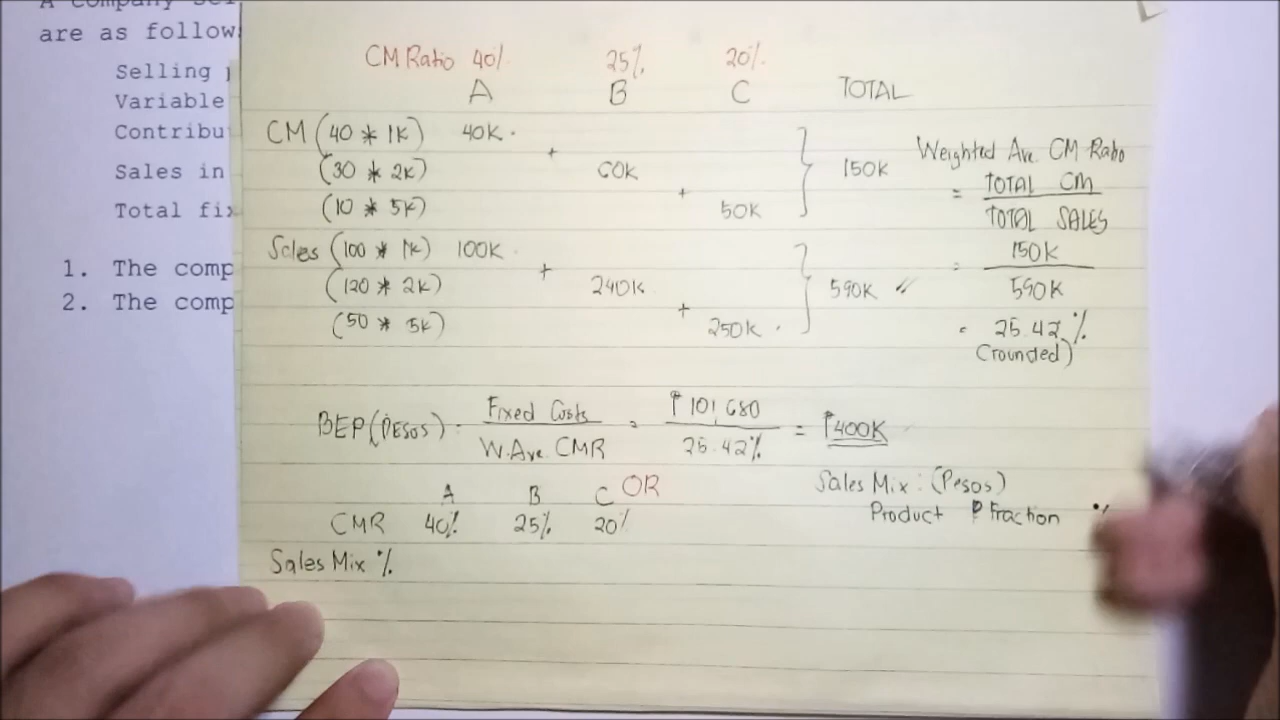 A company sel
are as follow
Selling p
Variable
Contribu
Sales in
Total fix
1. The comp
2. The comp
CM Ratio 40% 25% 20%
A B C TOTAL
CM (40 * 1K) 40K + } 150K
(30 * 2K) 60K +
(10 * 5K) 50K
Sales (100 * 1K) 100K + } 590K ✓
(120 * 2K) 240K +
(50 * 5K) 250K
Weighted Ave. CM Ratio
= TOTAL CM
TOTAL SALES
= 150K
590K
= 25.42%
(rounded)
BEP (PESOS) = Fixed Costs = ₱101,680 = ₱400K
W.Ave. CMR 25.42%
A B C OR
CMR 40% 25% 20%
Sales Mix %
Sales Mix : (Pesos)
Product ₱ Fraction %